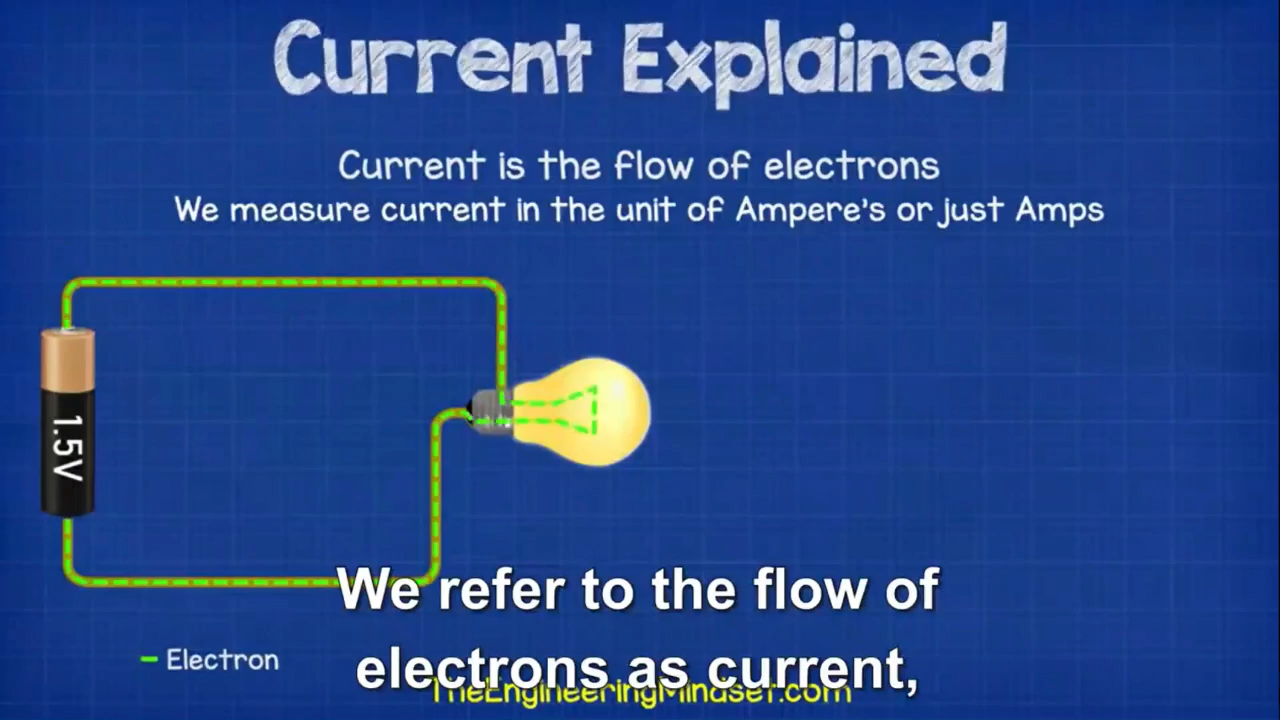 Current Explained
Current is the flow of electrons
We measure current in the unit of Ampere's or just Amps
1.5V
We refer to the flow of
Electron
electrons as current,
TheEngineeringMindset.com